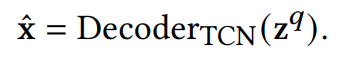 x̂ = Decoder_TCN(z^q).